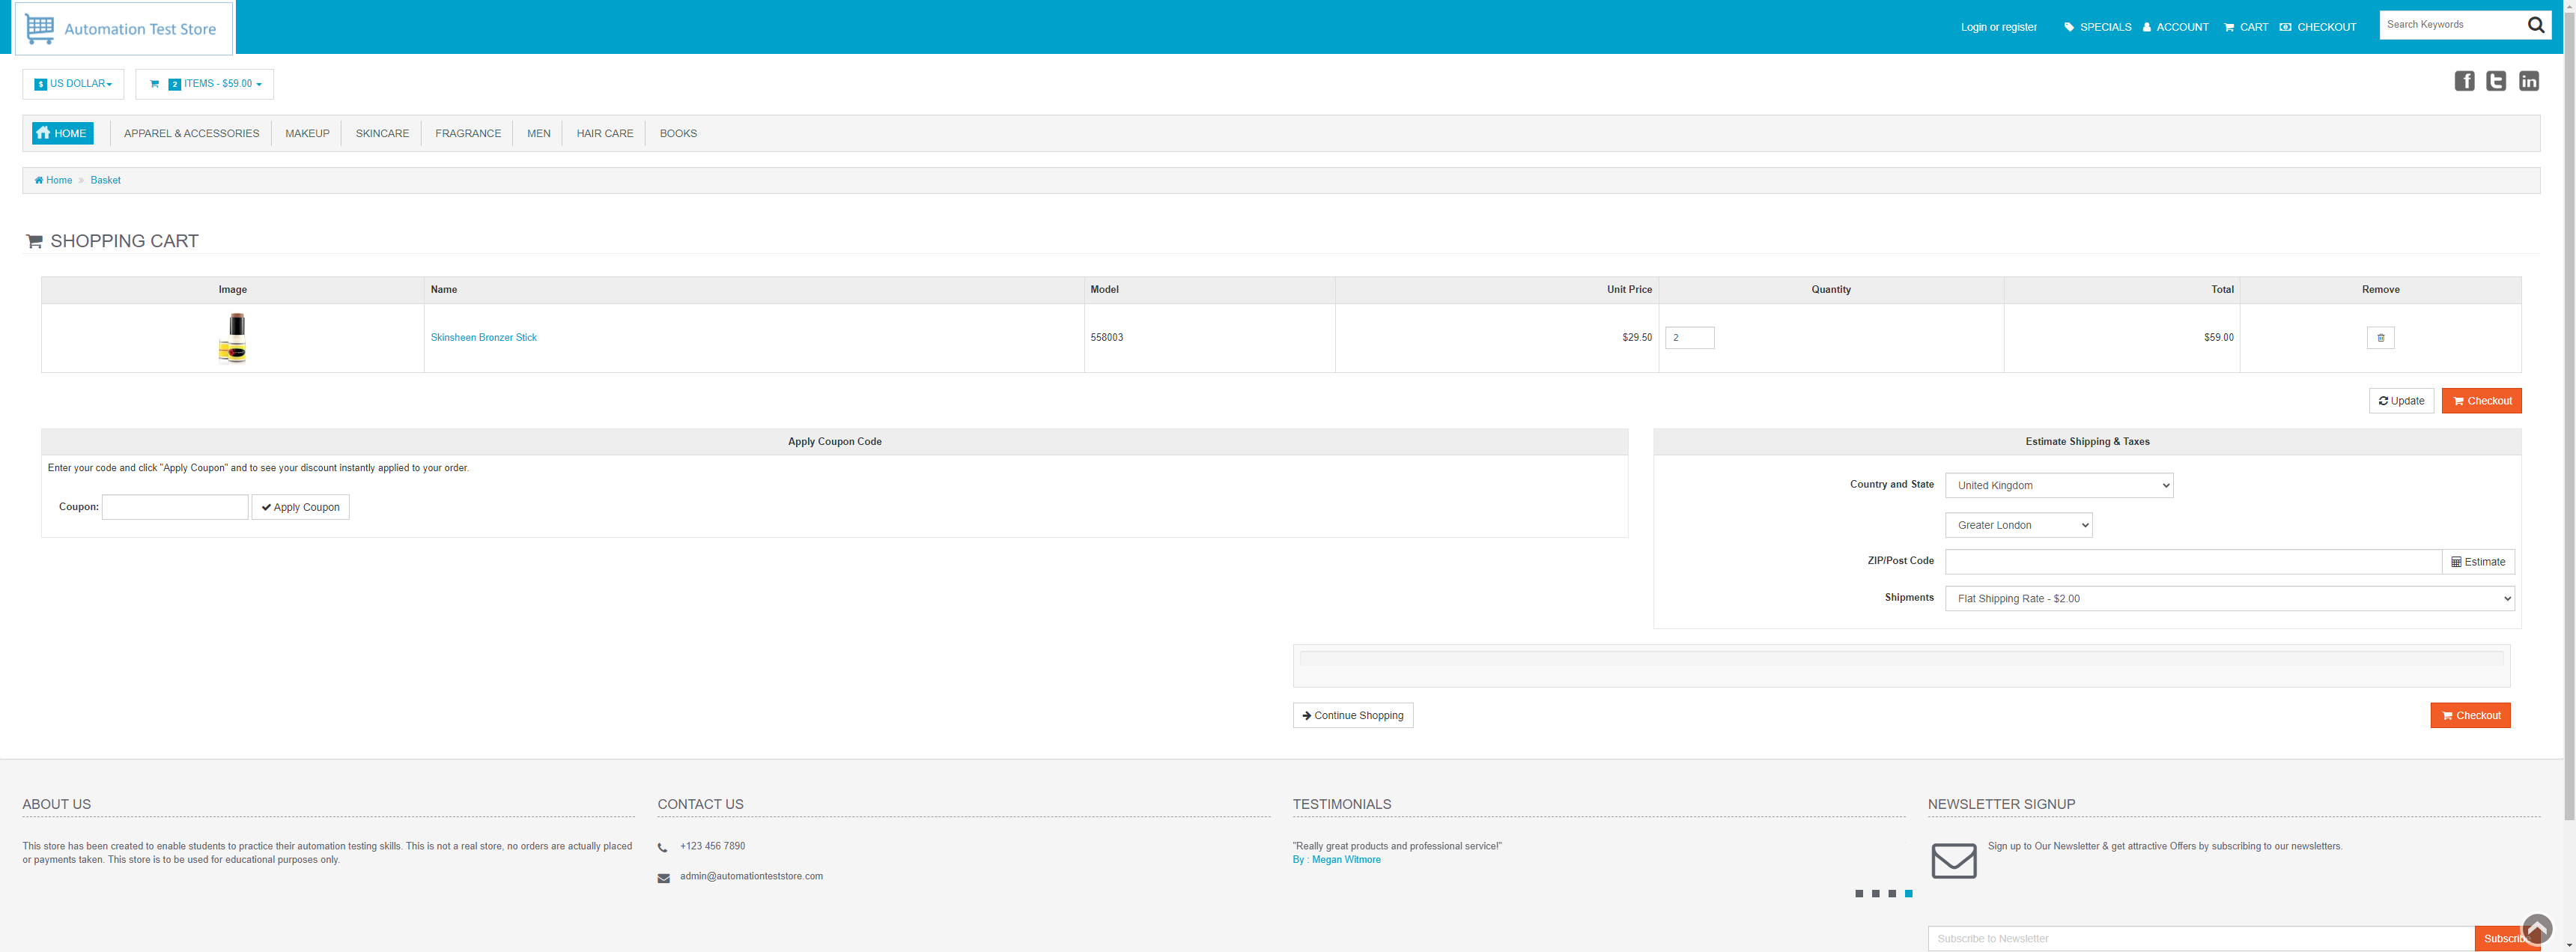 Automation Test Store
Login or register SPECIALS ACCOUNT CART CHECKOUT Search Keywords
$ US DOLLAR 2 ITEMS - $59.00
HOME APPAREL & ACCESSORIES MAKEUP SKINCARE FRAGRANCE MEN HAIR CARE BOOKS
Home » Basket
SHOPPING CART
Image Name Model Unit Price Quantity Total Remove
Skinsheen Bronzer Stick 558003 $29.50 2 $59.00
Update Checkout
Apply Coupon Code
Enter your code and click "Apply Coupon" and to see your discount instantly applied to your order.
Coupon: Apply Coupon
Estimate Shipping & Taxes
Country and State United Kingdom
Greater London
ZIP/Post Code Estimate
Shipments Flat Shipping Rate - $2.00
Continue Shopping Checkout
ABOUT US
This store has been created to enable students to practice their automation testing skills. This is not a real store, no orders are actually placed
or payments taken. This store is to be used for educational purposes only.
CONTACT US
+123 456 7890
admin@automationteststore.com
TESTIMONIALS
"Really great products and professional service!"
By : Megan Witmore
NEWSLETTER SIGNUP
Sign up to Our Newsletter & get attractive Offers by subscribing to our newsletters.
Subscribe to Newsletter Subscribe